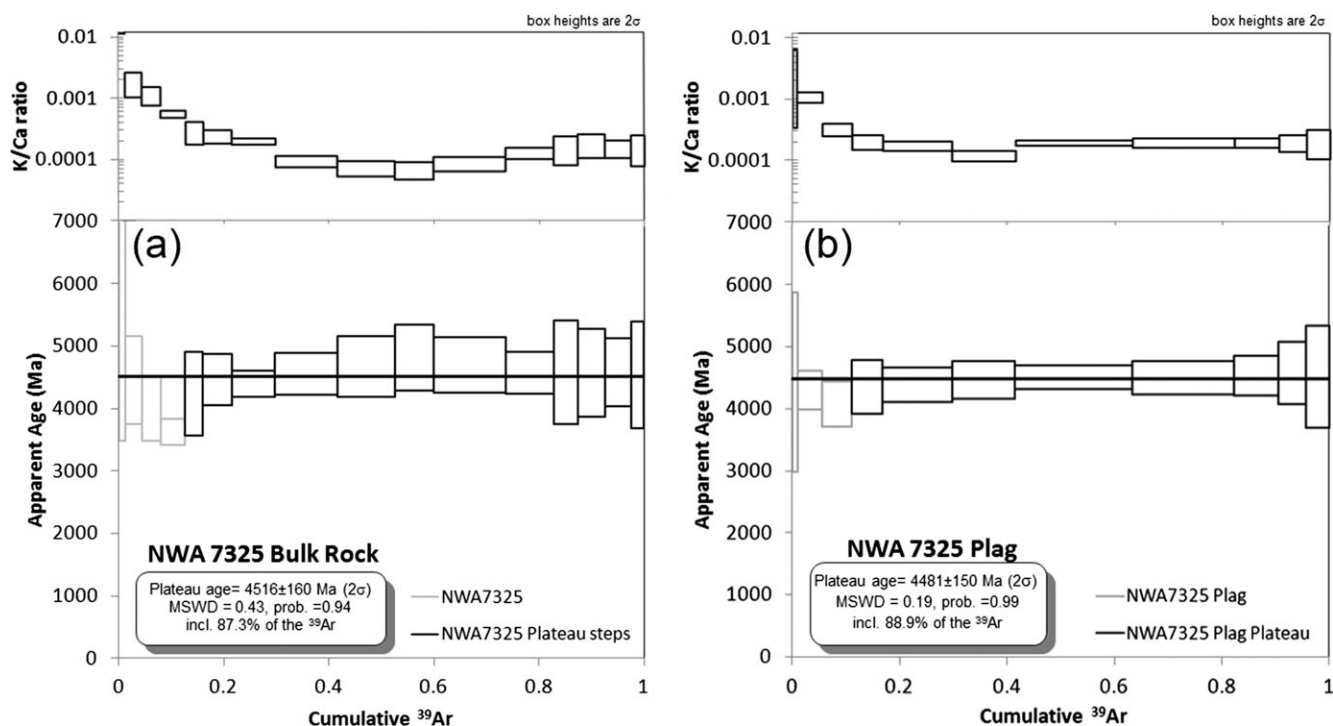 box heights are 2σ
0.01
0.001
0.0001
K/Ca ratio
(a)
7000
6000
5000
4000
3000
2000
1000
0
Apparent Age (Ma)
NWA 7325 Bulk Rock
Plateau age= 4516±160 Ma (2σ)
MSWD = 0.43, prob. =0.94
incl. 87.3% of the ³⁹Ar
NWA7325
NWA7325 Plateau steps
0 0.2 0.4 0.6 0.8 1
Cumulative ³⁹Ar
box heights are 2σ
0.01
0.001
0.0001
K/Ca ratio
(b)
7000
6000
5000
4000
3000
2000
1000
0
Apparent Age (Ma)
NWA 7325 Plag
Plateau age= 4481±150 Ma (2σ)
MSWD = 0.19, prob. =0.99
incl. 88.9% of the ³⁹Ar
NWA7325 Plag
NWA7325 Plag Plateau
0 0.2 0.4 0.6 0.8 1
Cumulative ³⁹Ar